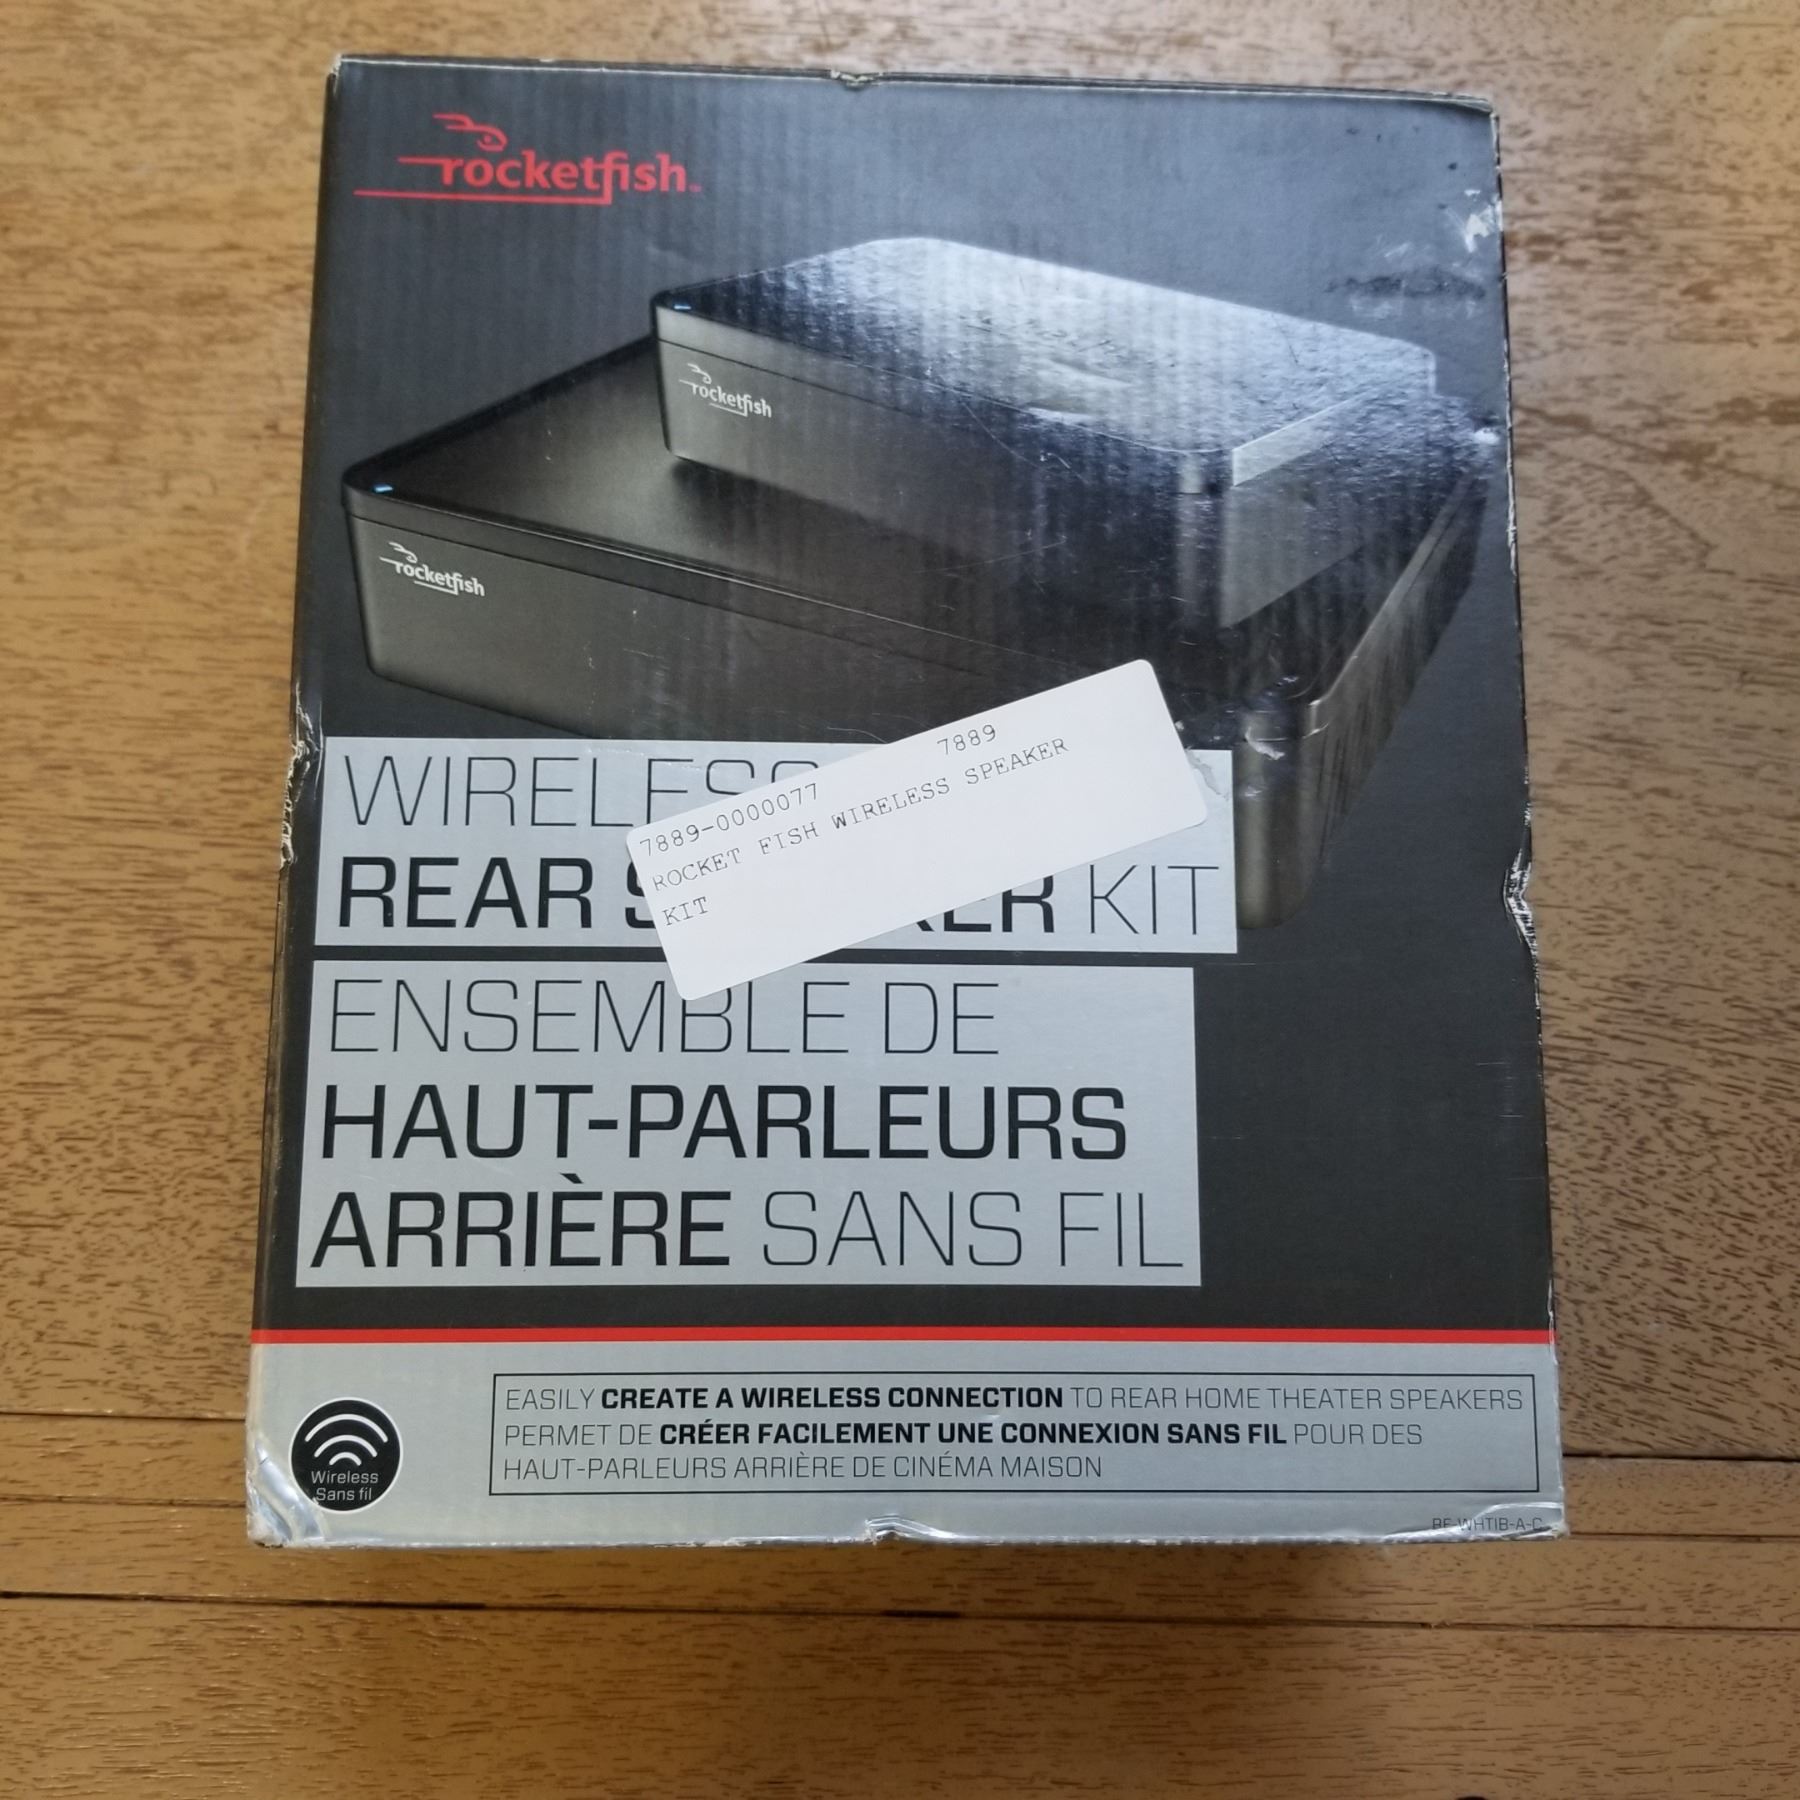 rocketfish
rocketfish
rocketfish
7889-0000077 7889
ROCKET FISH WIRELESS SPEAKER
KIT
REAR KIT
ENSEMBLE DE
HAUT-PARLEURS
ARRIÈRE SANS FIL
Wireless
Sans fil
EASILY CREATE A WIRELESS CONNECTION TO REAR HOME THEATER SPEAKERS
PERMET DE CRÉER FACILEMENT UNE CONNEXION SANS FIL POUR DES
HAUT-PARLEURS ARRIÈRE DE CINÉMA MAISON
RF-WHTIB-A-C